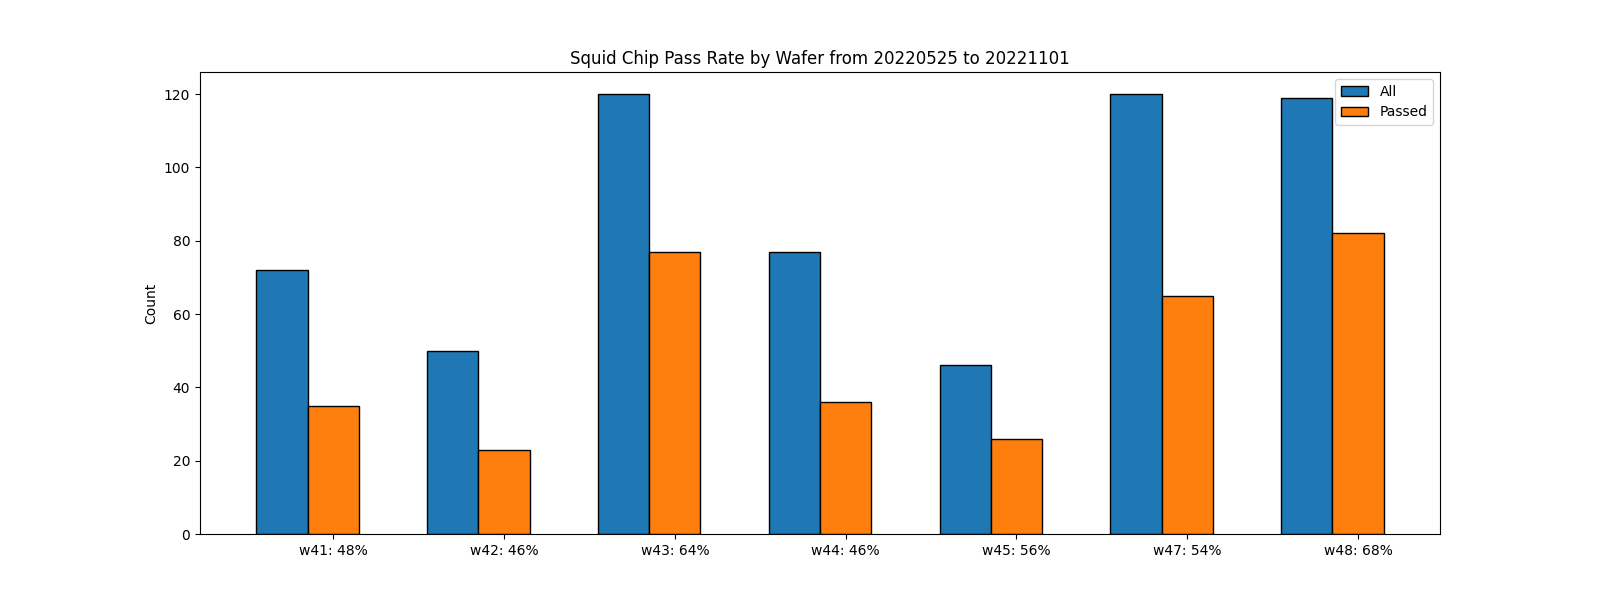 Squid Chip Pass Rate by Wafer from 20220525 to 20221101
All
Passed
Count
120
100
80
60
40
20
0
w41: 48%
w42: 46%
w43: 64%
w44: 46%
w45: 56%
w47: 54%
w48: 68%